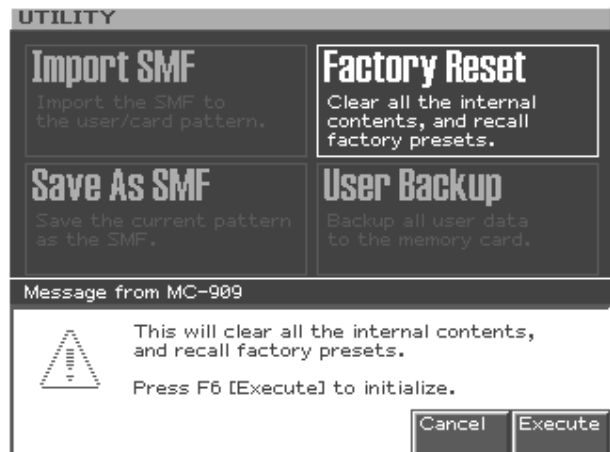 UTILITY
Import SMF
Import the SMF to
the user/card pattern.
Factory Reset
Clear all the internal
contents, and recall
factory presets.
Save As SMF
Save the current pattern
as the SMF.
User Backup
Backup all user data
to the memory card.
Message from MC-909
This will clear all the internal contents,
and recall factory presets.
Press F6 [Execute] to initialize.
Cancel
Execute